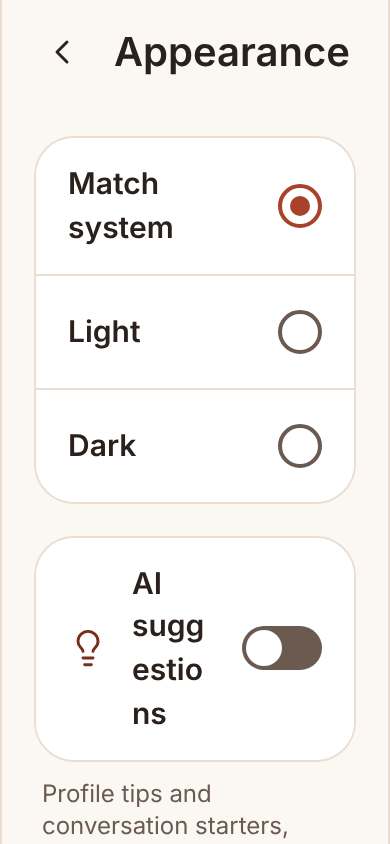 Appearance
Match
system
Light
Dark
AI
sugg
estio
ns
Profile tips and
conversation starters,